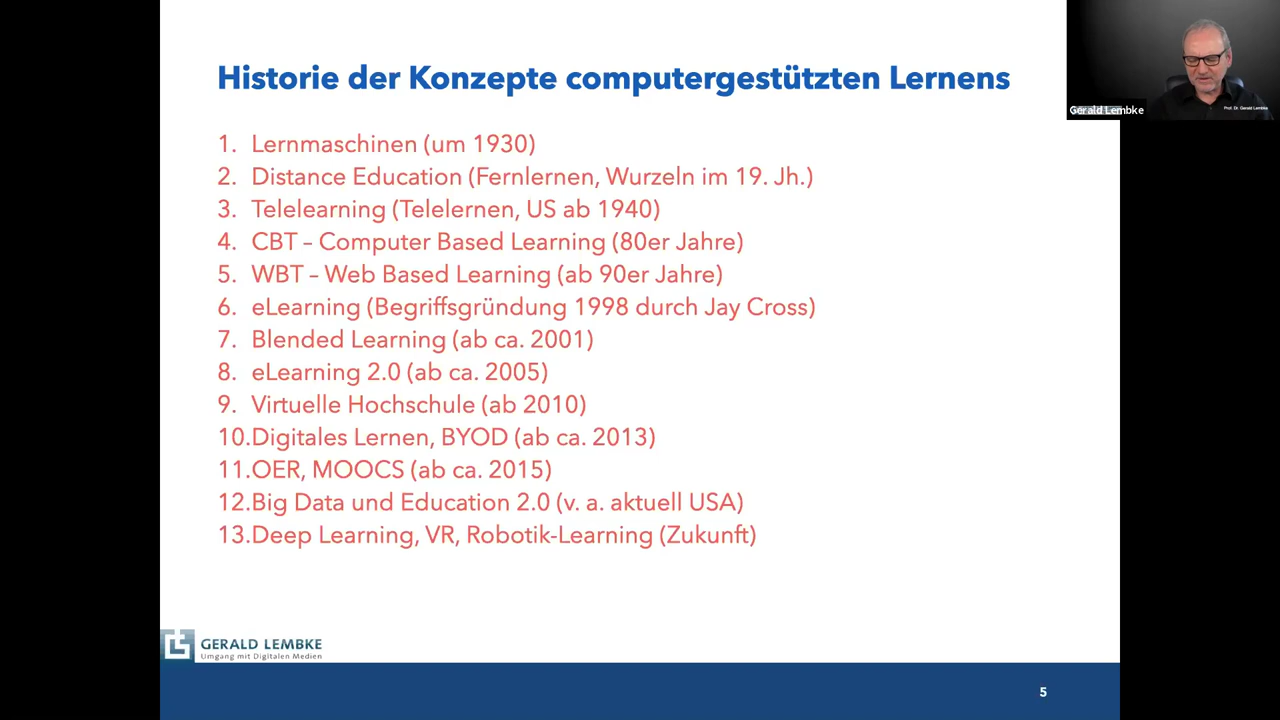 Historie der Konzepte computergestützten Lernens
1. Lernmaschinen (um 1930)
2. Distance Education (Fernlernen, Wurzeln im 19. Jh.)
3. Telelearning (Telelernen, US ab 1940)
4. CBT – Computer Based Learning (80er Jahre)
5. WBT – Web Based Learning (ab 90er Jahre)
6. eLearning (Begriffsgründung 1998 durch Jay Cross)
7. Blended Learning (ab ca. 2001)
8. eLearning 2.0 (ab ca. 2005)
9. Virtuelle Hochschule (ab 2010)
10. Digitales Lernen, BYOD (ab ca. 2013)
11. OER, MOOCS (ab ca. 2015)
12. Big Data und Education 2.0 (v. a. aktuell USA)
13. Deep Learning, VR, Robotik-Learning (Zukunft)
Gerald Lembke
Prof. Dr. Gerald Lembke
GERALD LEMBKE
Umgang mit Digitalen Medien
5